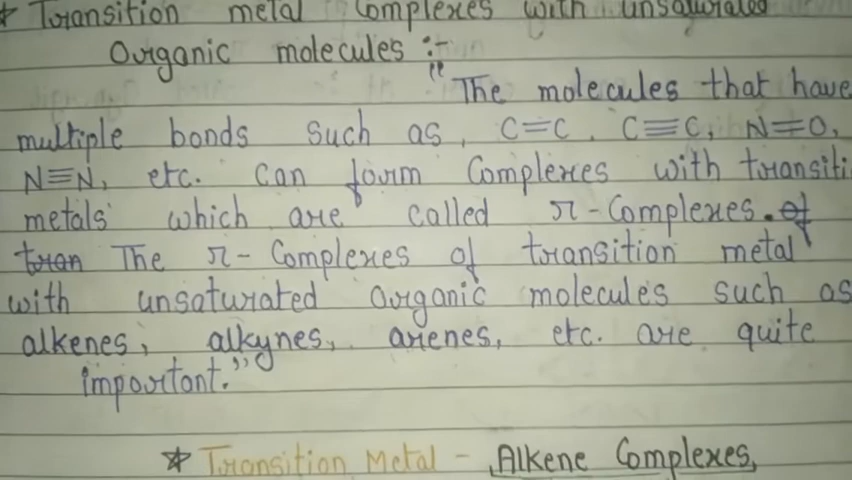 * Transition metal Complexes with unsaturated
Organic molecules :-
"The molecules that have
multiple bonds such as, C=C, C≡C, N=O,
N≡N, etc. can form Complexes with transiti
metals which are called π-Complexes. of
tran The π-Complexes of transition metal
with unsaturated organic molecules such as
alkenes, alkynes, arenes, etc. are quite
important."
* Transition Metal - Alkene Complexes,